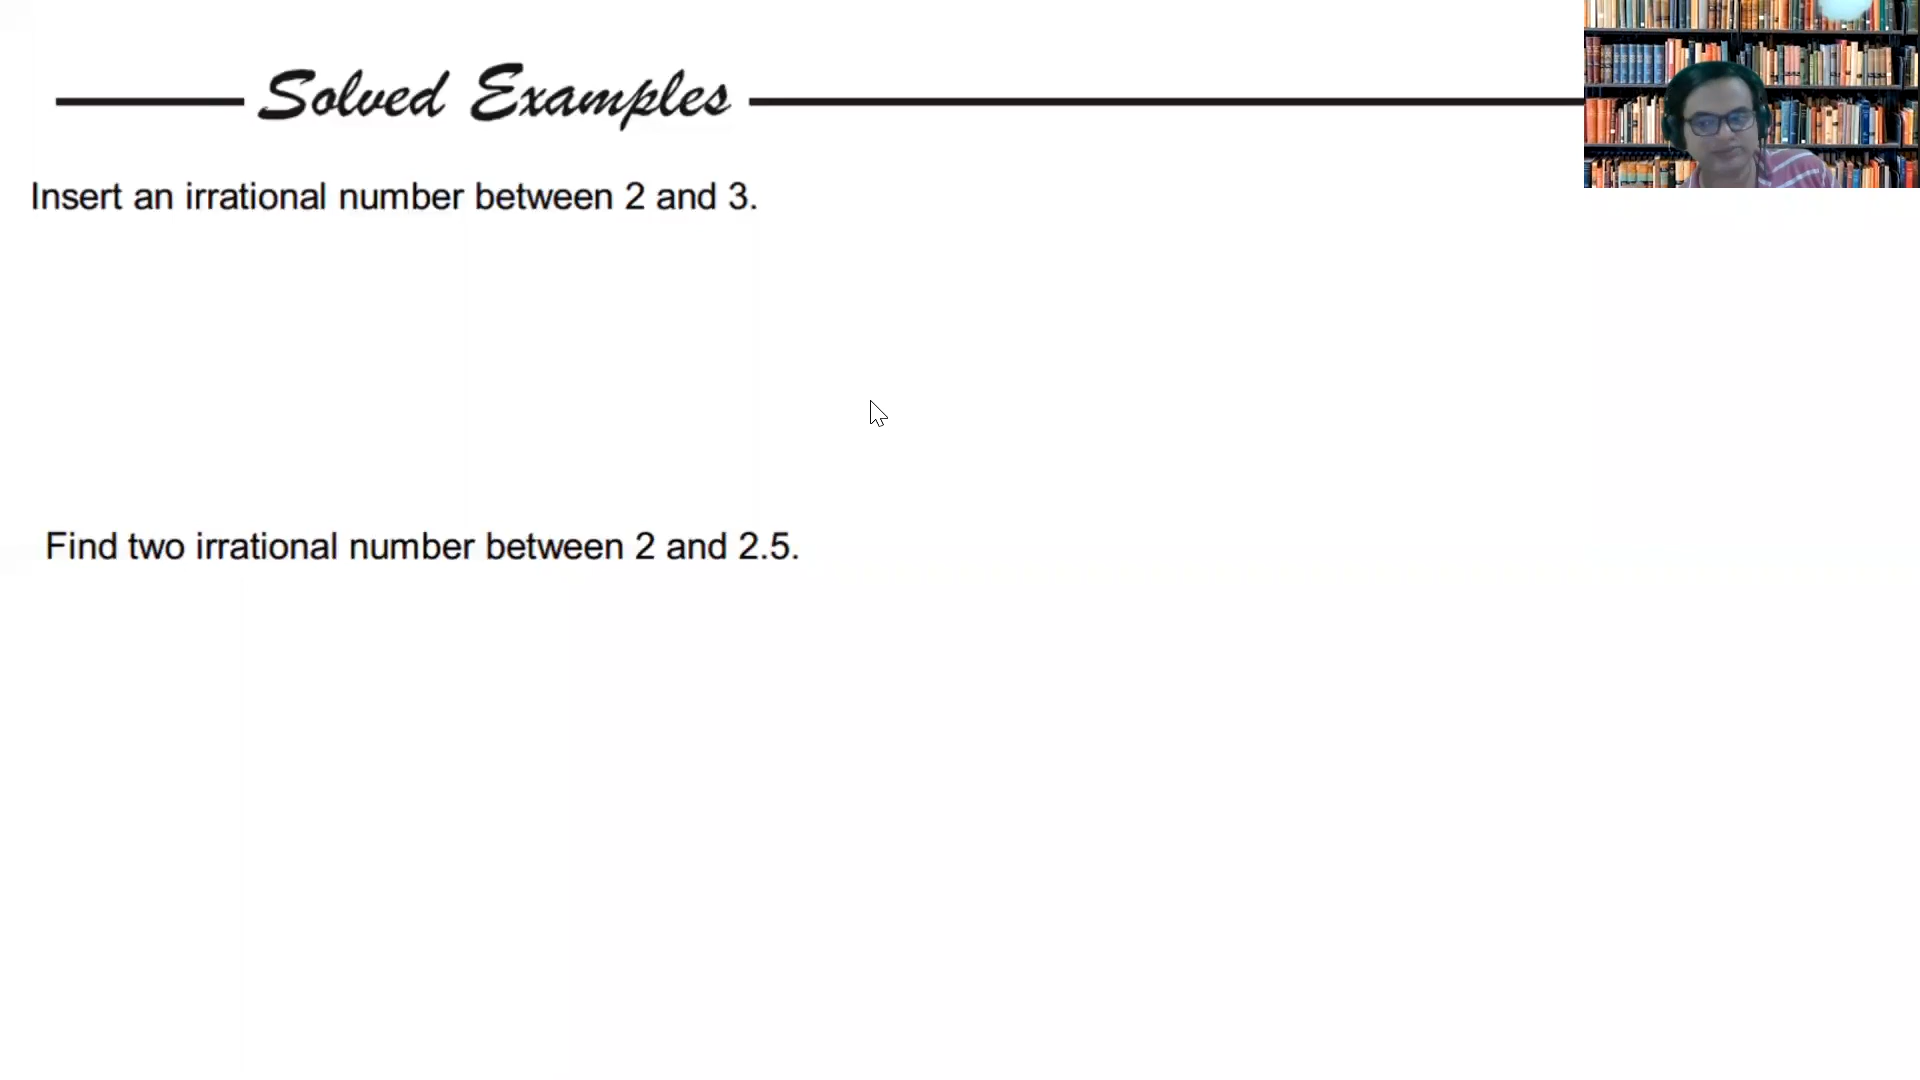 Solved Examples
Insert an irrational number between 2 and 3.
Find two irrational number between 2 and 2.5.